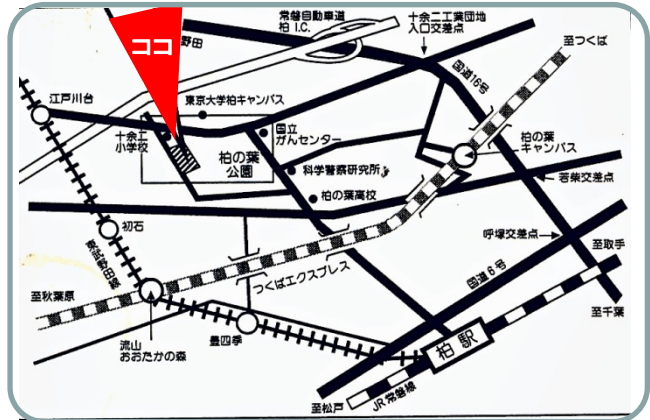 ココ
野田
常磐自動車道
柏 I.C.
十余二工業団地
入口交差点
至つくば
国道16号
江戸川台
東京大学柏キャンパス
十余二
小学校
国立
がんセンター
柏の葉
公園
科学警察研究所
柏の葉高校
柏の葉
キャンパス
若柴交差点
初石
東武野田線
呼塚交差点
至取手
つくばエクスプレス
国道6号
至秋葉原
至千葉
流山
おおたかの森
豊四季
柏駅
JR常磐線
至松戸